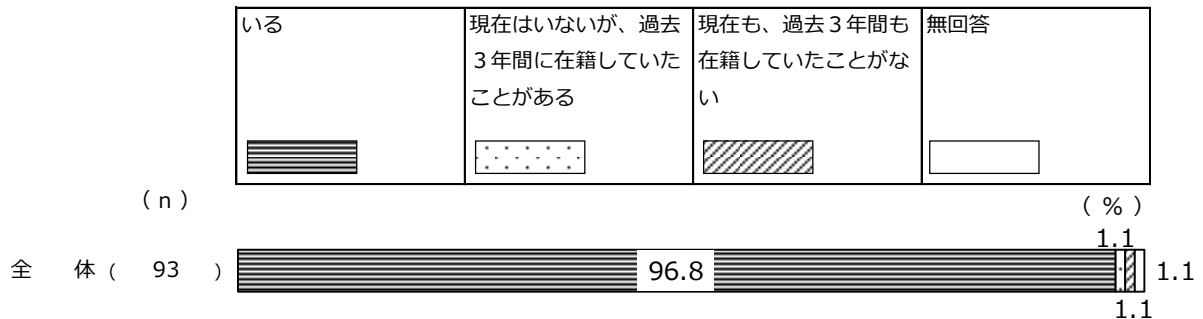 いる
現在はいないが、過去
３年間に在籍していた
ことがある
現在も、過去３年間も
在籍していたことがな
い
無回答
（ｎ）
（％）
全　体（　93　）
96.8
1.1
1.1
1.1